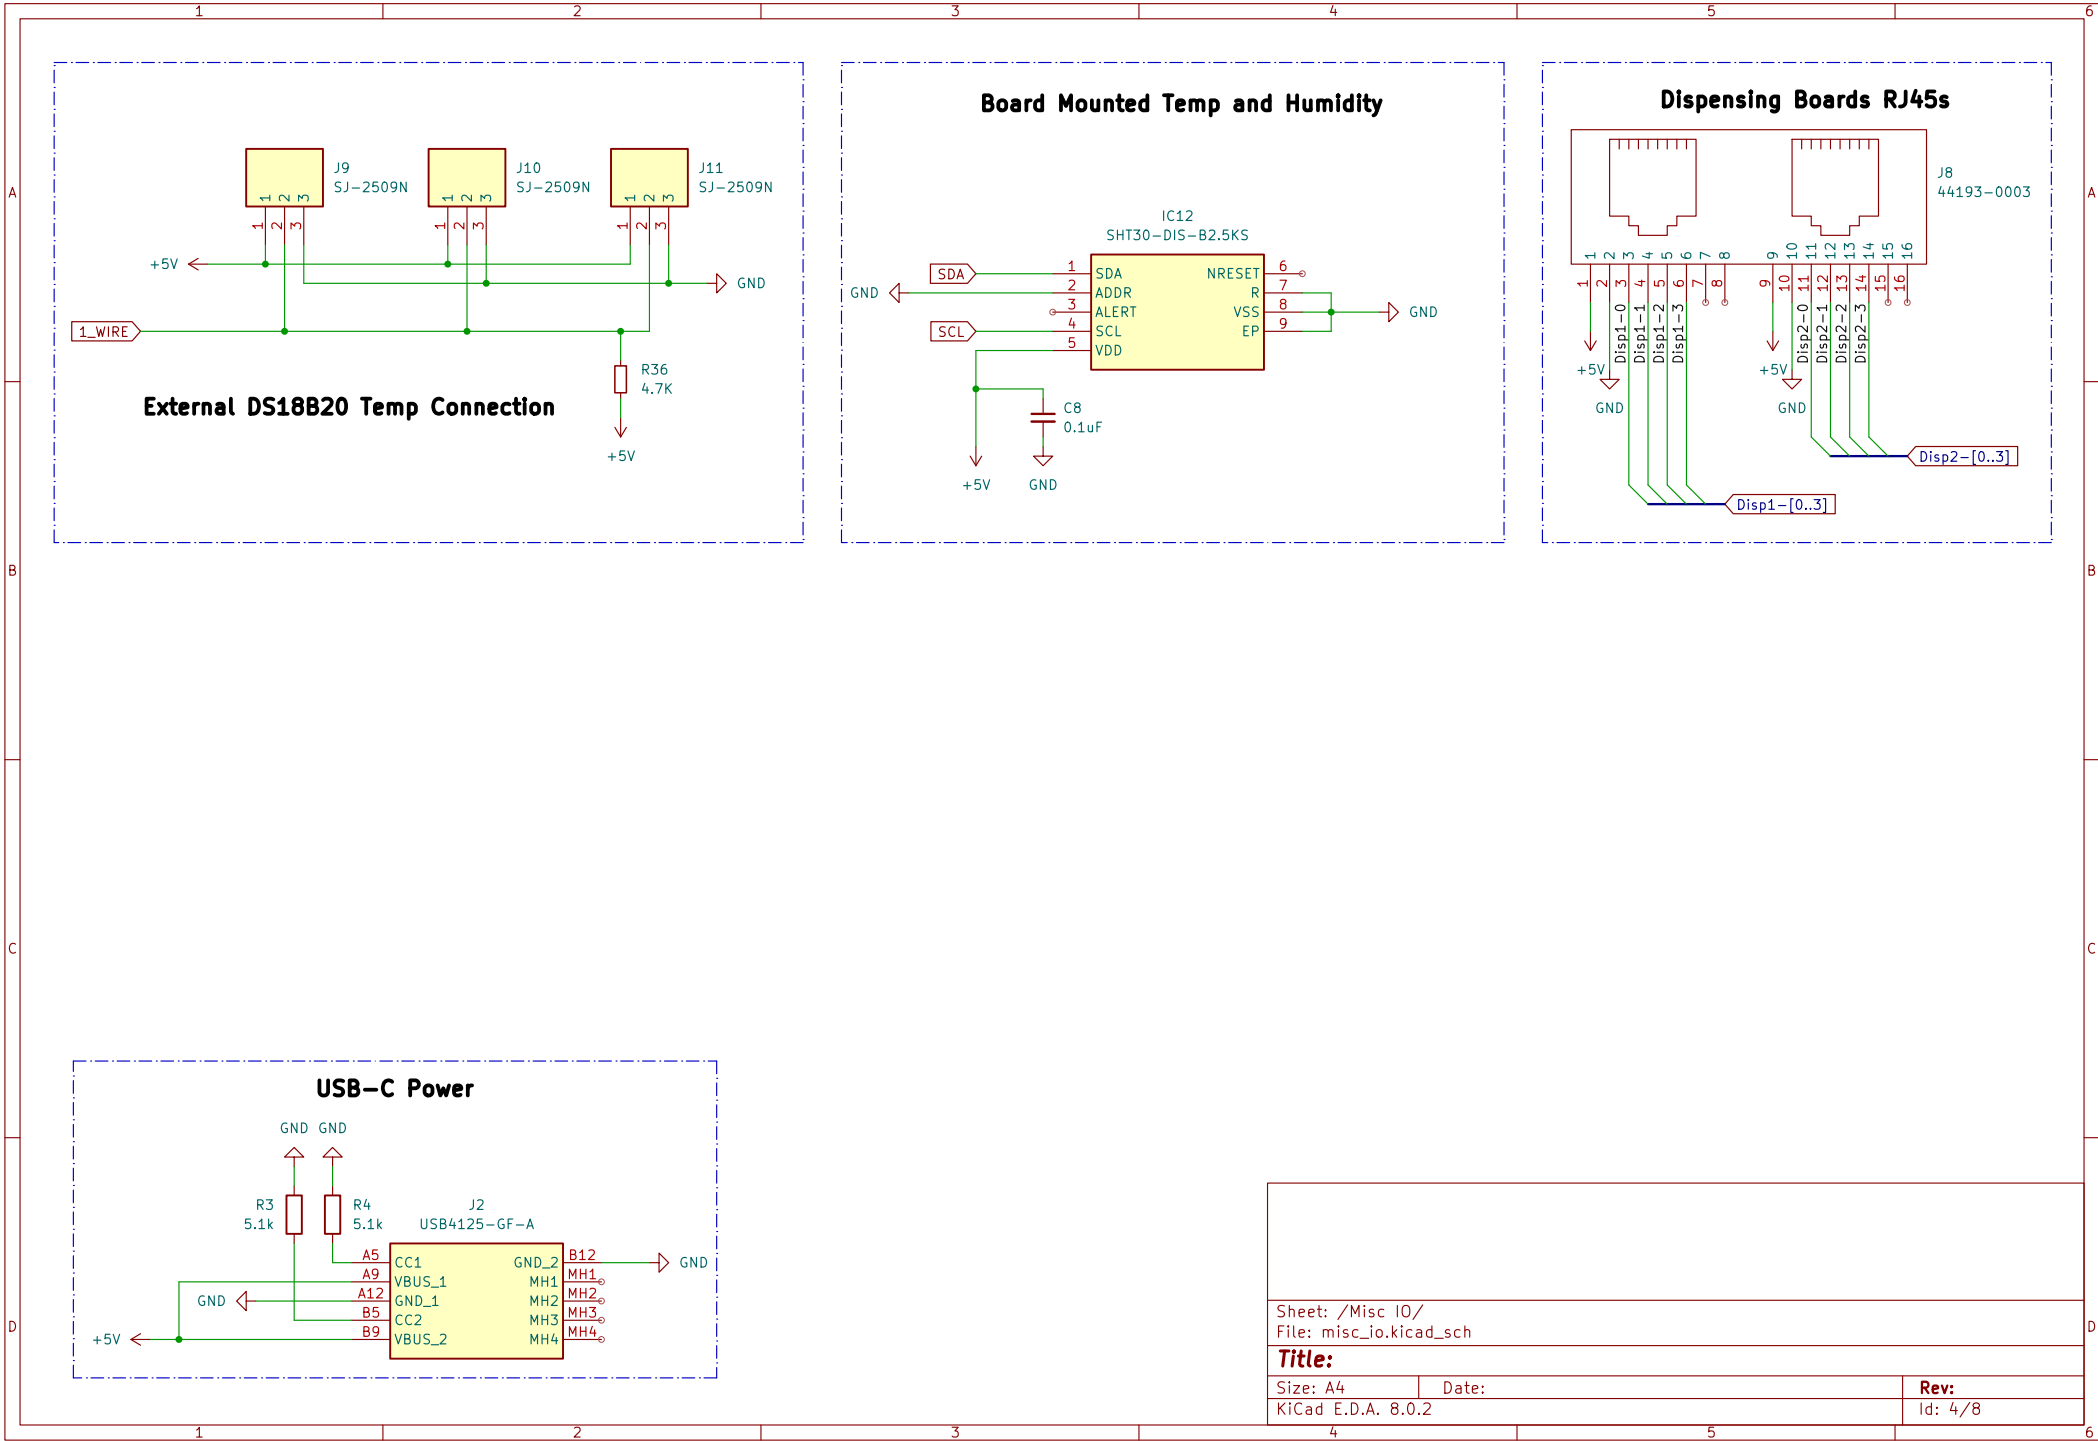 1 2 3 4 5 6
A
B
C
D
A
B
C
D
J9
SJ-2509N
1 2 3
1 2 3
J10
SJ-2509N
1 2 3
1 2 3
J11
SJ-2509N
1 2 3
1 2 3
+5V
GND
1_WIRE
R36
4.7K
+5V
External DS18B20 Temp Connection
Board Mounted Temp and Humidity
IC12
SHT30-DIS-B2.5KS
SDA
GND
SCL
1 SDA
2 ADDR
3 ALERT
4 SCL
5 VDD
NRESET 6
R 7
VSS 8
EP 9
GND
C8
0.1uF
+5V
GND
Dispensing Boards RJ45s
J8
44193-0003
1 2 3 4 5 6 7 8 9 10 11 12 13 14 15 16
1 2 3 4 5 6 7 8 9 10 11 12 13 14 15 16
Disp1-0
Disp1-1
Disp1-2
Disp1-3
Disp2-0
Disp2-1
Disp2-2
Disp2-3
+5V
GND
+5V
GND
Disp2-[0..3]
Disp1-[0..3]
USB-C Power
GND GND
R3
5.1k
R4
5.1k
J2
USB4125-GF-A
A5 CC1
A9 VBUS_1
A12 GND_1
B5 CC2
B9 VBUS_2
GND_2 B12
MH1 MH1
MH2 MH2
MH3 MH3
MH4 MH4
GND
GND
+5V
Sheet: /Misc IO/
File: misc_io.kicad_sch
Title:
Size: A4 Date: Rev:
KiCad E.D.A. 8.0.2 Id: 4/8
1 2 3 4 5 6